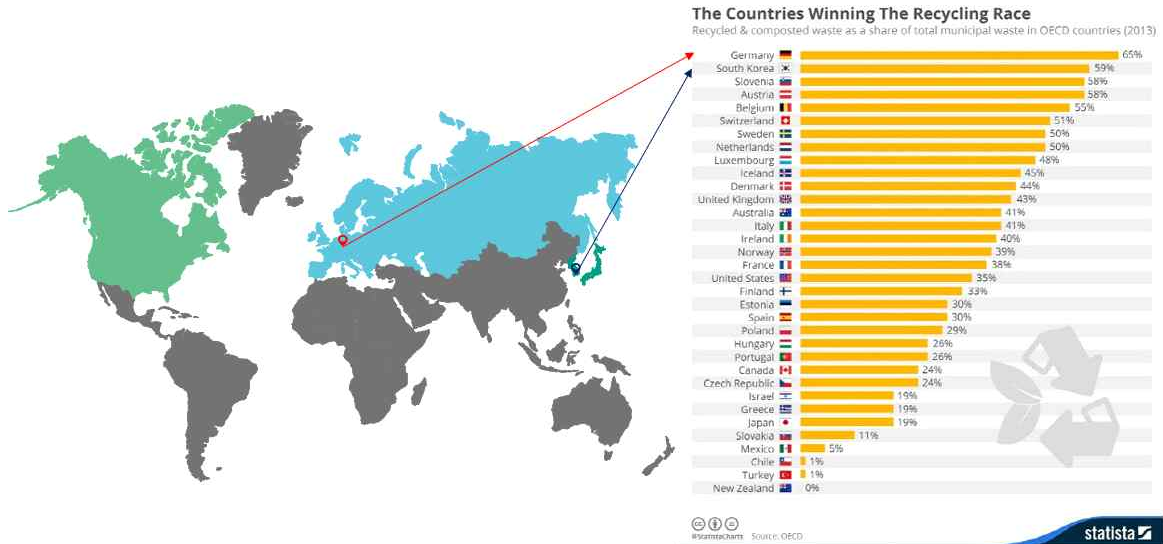 The Countries Winning The Recycling Race
Recycled & composted waste as a share of total municipal waste in OECD countries (2013)
Germany 65%
South Korea 59%
Slovenia 58%
Austria 58%
Belgium 55%
Switzerland 51%
Sweden 50%
Netherlands 50%
Luxembourg 48%
Iceland 45%
Denmark 44%
United Kingdom 43%
Australia 41%
Italy 41%
Ireland 40%
Norway 39%
France 38%
United States 35%
Finland 33%
Estonia 30%
Spain 30%
Poland 29%
Hungary 26%
Portugal 26%
Canada 24%
Czech Republic 24%
Israel 19%
Greece 19%
Japan 19%
Slovakia 11%
Mexico 5%
Chile 1%
Turkey 1%
New Zealand 0%
@StatistaCharts Source: OECD
statista